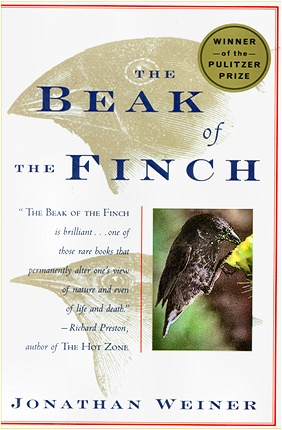 WINNER
—of the—
PULITZER
PRIZE
THE
BEAK
of
THE FINCH
“THE BEAK OF THE FINCH
is brilliant . . . one of
those rare books that
permanently alter one's view
of nature and even
of life and death.”
—Richard Preston,
author of THE HOT ZONE
JONATHAN WEINER